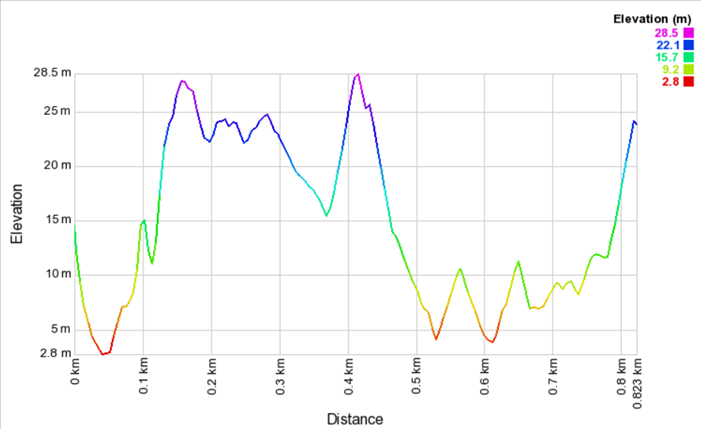 Elevation (m)
28.5
22.1
15.7
9.2
2.8
28.5 m
25 m
20 m
15 m
10 m
5 m
2.8 m
Elevation
0 km
0.1 km
0.2 km
0.3 km
0.4 km
0.5 km
0.6 km
0.7 km
0.8 km
0.823 km
Distance